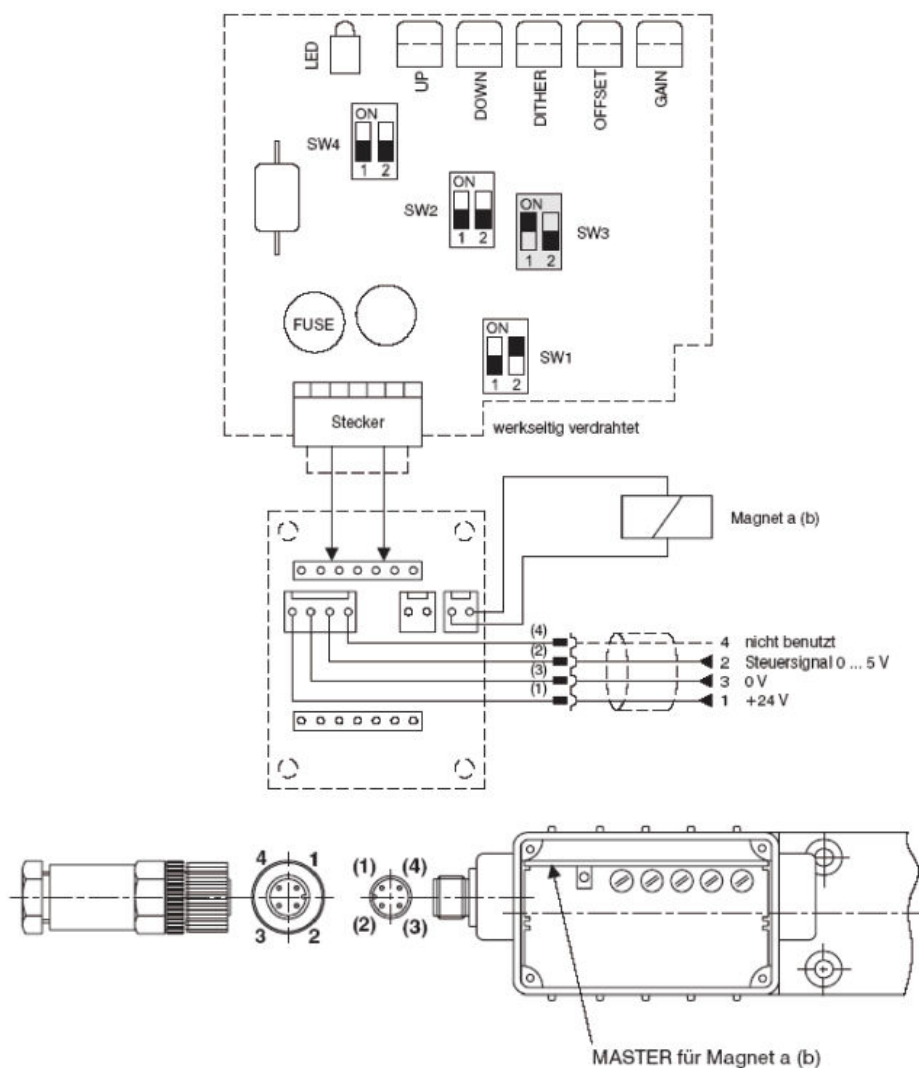 LED
UP
DOWN
DITHER
OFFSET
GAIN
SW4
ON
1 2
SW2
ON
1 2
ON
1 2
SW3
FUSE
ON
1 2
SW1
Stecker
werkseitig verdrahtet
Magnet a (b)
(4)
4 nicht benutzt
(2)
2 Steuersignal 0 ... 5 V
(3)
3 0 V
(1)
1 +24 V
4 1
3 2
(1) (4)
(2) (3)
MASTER für Magnet a (b)